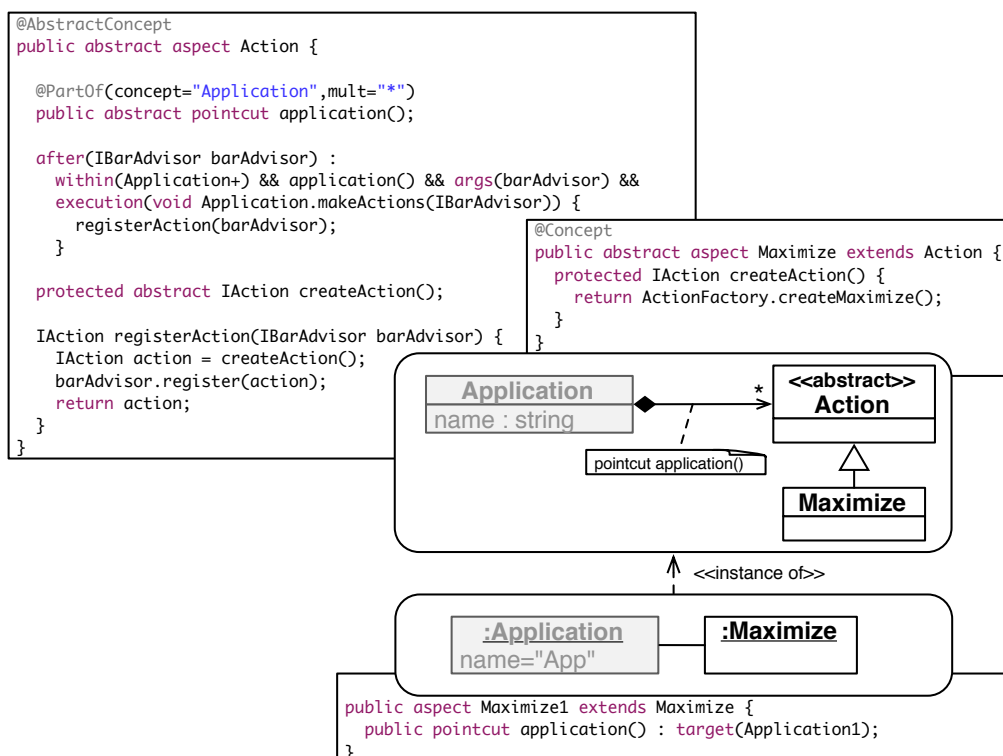 @AbstractConcept
public abstract aspect Action {
@PartOf(concept="Application",mult="*")
public abstract pointcut application();
after(IBarAdvisor barAdvisor) :
within(Application+) && application() && args(barAdvisor) &&
execution(void Application.makeActions(IBarAdvisor)) {
registerAction(barAdvisor);
}
protected abstract IAction createAction();
IAction registerAction(IBarAdvisor barAdvisor) {
IAction action = createAction();
barAdvisor.register(action);
return action;
}
}
@Concept
public abstract aspect Maximize extends Action {
protected IAction createAction() {
return ActionFactory.createMaximize();
}
}
Application
name : string
*
<<abstract>>
Action
pointcut application()
Maximize
<<instance of>>
:Application
name="App"
:Maximize
public aspect Maximize1 extends Maximize {
public pointcut application() : target(Application1);
}